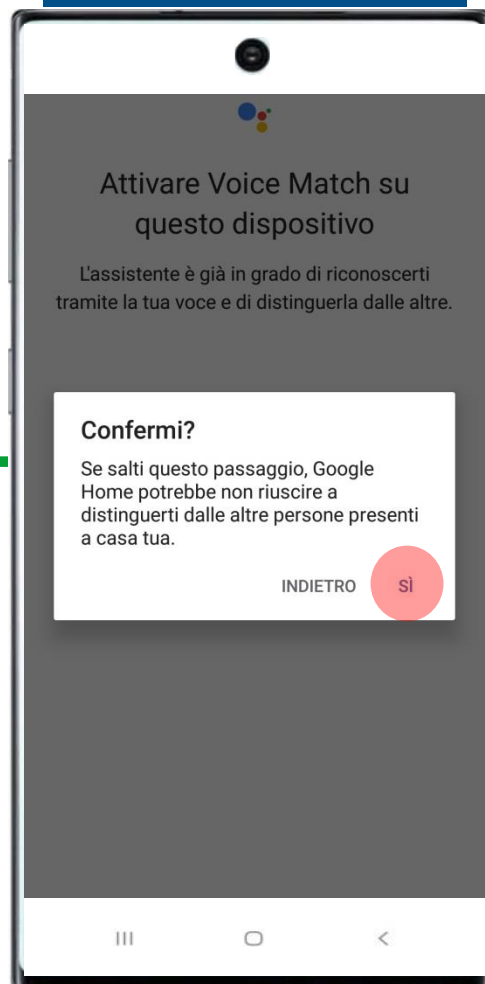 Attivare Voice Match su
questo dispositivo
L'assistente è già in grado di riconoscerti
tramite la tua voce e di distinguerla dalle altre.
Confermi?
Se salti questo passaggio, Google
Home potrebbe non riuscire a
distinguerti dalle altre persone presenti
a casa tua.
INDIETRO SÌ